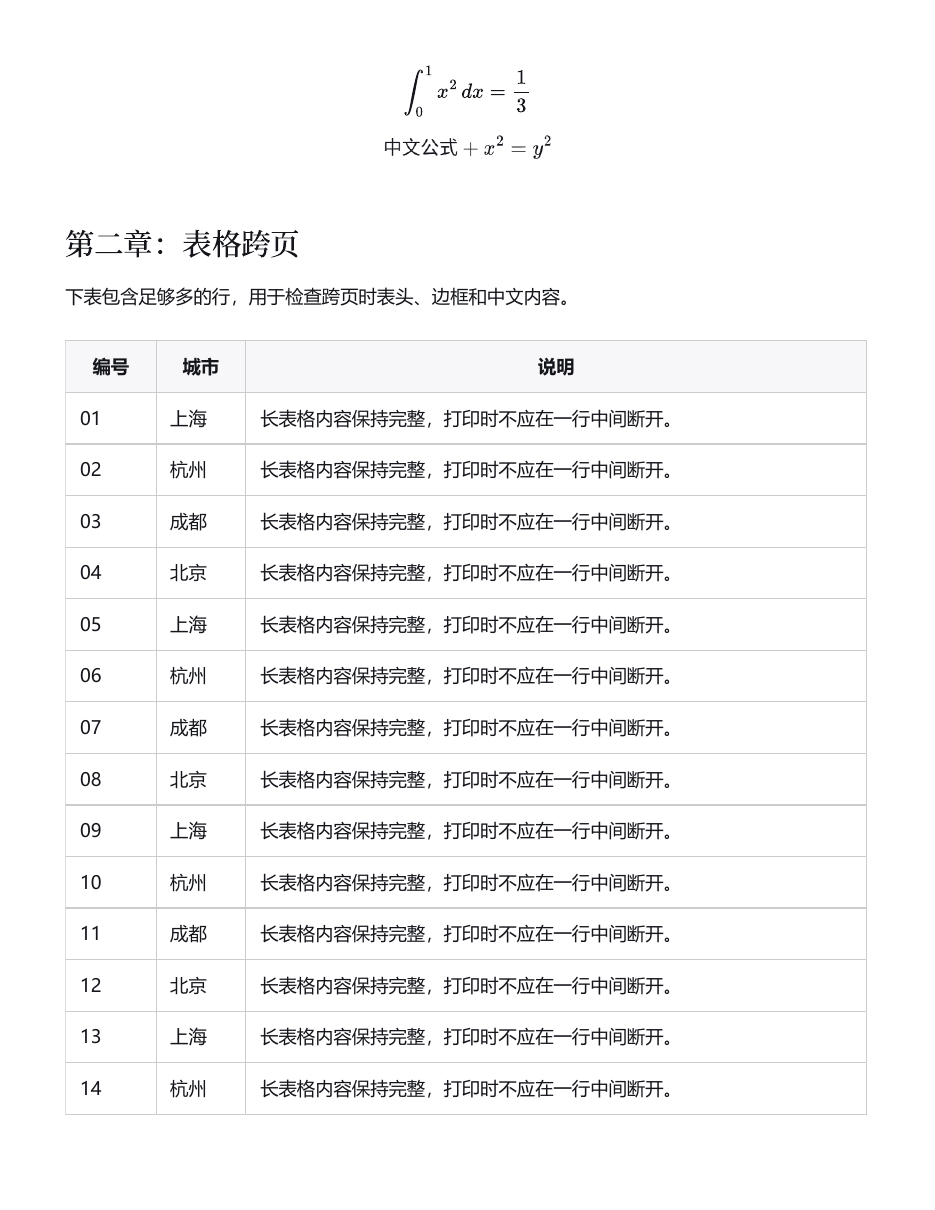 ∫₀¹ x² dx = 1/3
中文公式 + x² = y²
第二章：表格跨页
下表包含足够多的行，用于检查跨页时表头、边框和中文内容。
编号 城市 说明
01 上海 长表格内容保持完整，打印时不应在一行中间断开。
02 杭州 长表格内容保持完整，打印时不应在一行中间断开。
03 成都 长表格内容保持完整，打印时不应在一行中间断开。
04 北京 长表格内容保持完整，打印时不应在一行中间断开。
05 上海 长表格内容保持完整，打印时不应在一行中间断开。
06 杭州 长表格内容保持完整，打印时不应在一行中间断开。
07 成都 长表格内容保持完整，打印时不应在一行中间断开。
08 北京 长表格内容保持完整，打印时不应在一行中间断开。
09 上海 长表格内容保持完整，打印时不应在一行中间断开。
10 杭州 长表格内容保持完整，打印时不应在一行中间断开。
11 成都 长表格内容保持完整，打印时不应在一行中间断开。
12 北京 长表格内容保持完整，打印时不应在一行中间断开。
13 上海 长表格内容保持完整，打印时不应在一行中间断开。
14 杭州 长表格内容保持完整，打印时不应在一行中间断开。